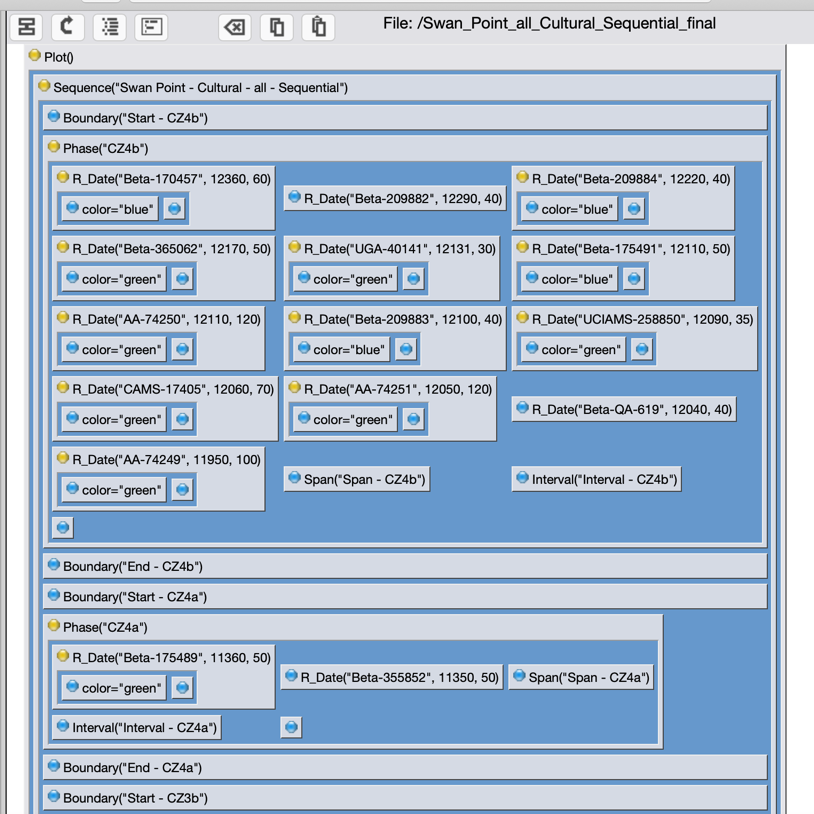 File: /Swan_Point_all_Cultural_Sequential_final
Plot()
Sequence("Swan Point - Cultural - all - Sequential")
Boundary("Start - CZ4b")
Phase("CZ4b")
R_Date("Beta-170457", 12360, 60)
color="blue"
R_Date("Beta-209882", 12290, 40)
R_Date("Beta-209884", 12220, 40)
color="blue"
R_Date("Beta-365062", 12170, 50)
color="green"
R_Date("UGA-40141", 12131, 30)
color="green"
R_Date("Beta-175491", 12110, 50)
color="blue"
R_Date("AA-74250", 12110, 120)
color="green"
R_Date("Beta-209883", 12100, 40)
color="blue"
R_Date("UCIAMS-258850", 12090, 35)
color="green"
R_Date("CAMS-17405", 12060, 70)
color="green"
R_Date("AA-74251", 12050, 120)
color="green"
R_Date("Beta-QA-619", 12040, 40)
R_Date("AA-74249", 11950, 100)
color="green"
Span("Span - CZ4b")
Interval("Interval - CZ4b")
Boundary("End - CZ4b")
Boundary("Start - CZ4a")
Phase("CZ4a")
R_Date("Beta-175489", 11360, 50)
color="green"
R_Date("Beta-355852", 11350, 50)
Span("Span - CZ4a")
Interval("Interval - CZ4a")
Boundary("End - CZ4a")
Boundary("Start - CZ3b")